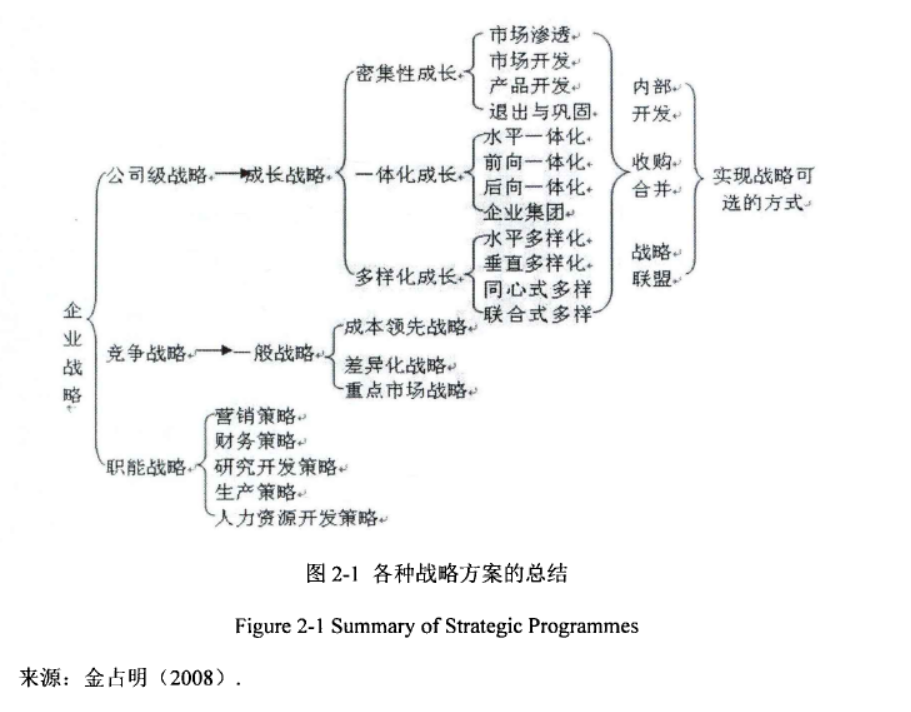 市场渗透
市场开发
产品开发
退出与巩固
密集性成长
水平一体化
前向一体化
后向一体化
企业集团
一体化成长
水平多样化
垂直多样化
同心式多样
联合式多样
多样化成长
公司级战略
成长战略
内部
开发
收购
合并
战略
联盟
实现战略可
选的方式
企
业
战
略
竞争战略
一般战略
成本领先战略
差异化战略
重点市场战略
职能战略
营销策略
财务策略
研究开发策略
生产策略
人力资源开发策略
图 2-1 各种战略方案的总结
Figure 2-1 Summary of Strategic Programmes
来源：金占明（2008）.